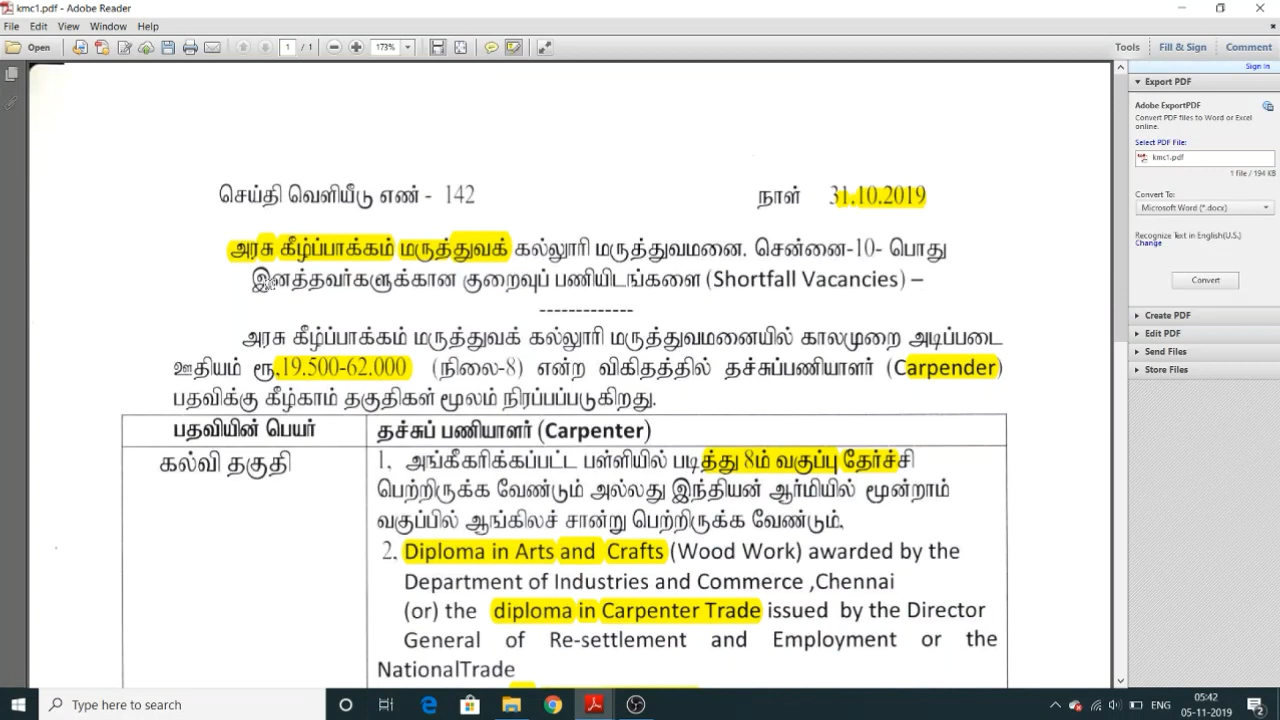 kmc1.pdf - Adobe Reader
File Edit View Window Help
Open 1 / 1 173% Tools Fill & Sign Comment
Sign In
Export PDF
Adobe ExportPDF
Convert PDF files to Word or Excel
online.
Select PDF File:
kmc1.pdf
1 file / 194 KB
Convert To:
Microsoft Word (*.docx)
Recognize Text in English(U.S.)
Change
Convert
Create PDF
Edit PDF
Send Files
Store Files
செய்தி வெளியீடு எண் - 142 நாள் 31.10.2019
அரசு கீழ்ப்பாக்கம் மருத்துவக் கல்லூரி மருத்துவமனை. சென்னை-10- பொது
இனத்தவர்களுக்கான குறைவுப் பணியிடங்களை (Shortfall Vacancies) –
-------------
அரசு கீழ்ப்பாக்கம் மருத்துவக் கல்லூரி மருத்துவமனையில் காலமுறை அடிப்படை
ஊதியம் ரூ.19.500-62.000 (நிலை-8) என்ற விகிதத்தில் தச்சுப்பணியாளர் (Carpender)
பதவிக்கு கீழ்காம் தகுதிகள் மூலம் நிரப்பப்படுகிறது.
பதவியின் பெயர் தச்சுப் பணியாளர் (Carpenter)
கல்வி தகுதி 1. அங்கீகரிக்கப்பட்ட பள்ளியில் படித்து 8ம் வகுப்பு தேர்ச்சி
பெற்றிருக்க வேண்டும் அல்லது இந்தியன் ஆர்மியில் மூன்றாம்
வகுப்பில் ஆங்கிலச் சான்று பெற்றிருக்க வேண்டும்.
2. Diploma in Arts and Crafts (Wood Work) awarded by the
Department of Industries and Commerce ,Chennai
(or) the diploma in Carpenter Trade issued by the Director
General of Re-settlement and Employment or the
NationalTrade
Type here to search
ENG
05:42
05-11-2019
2